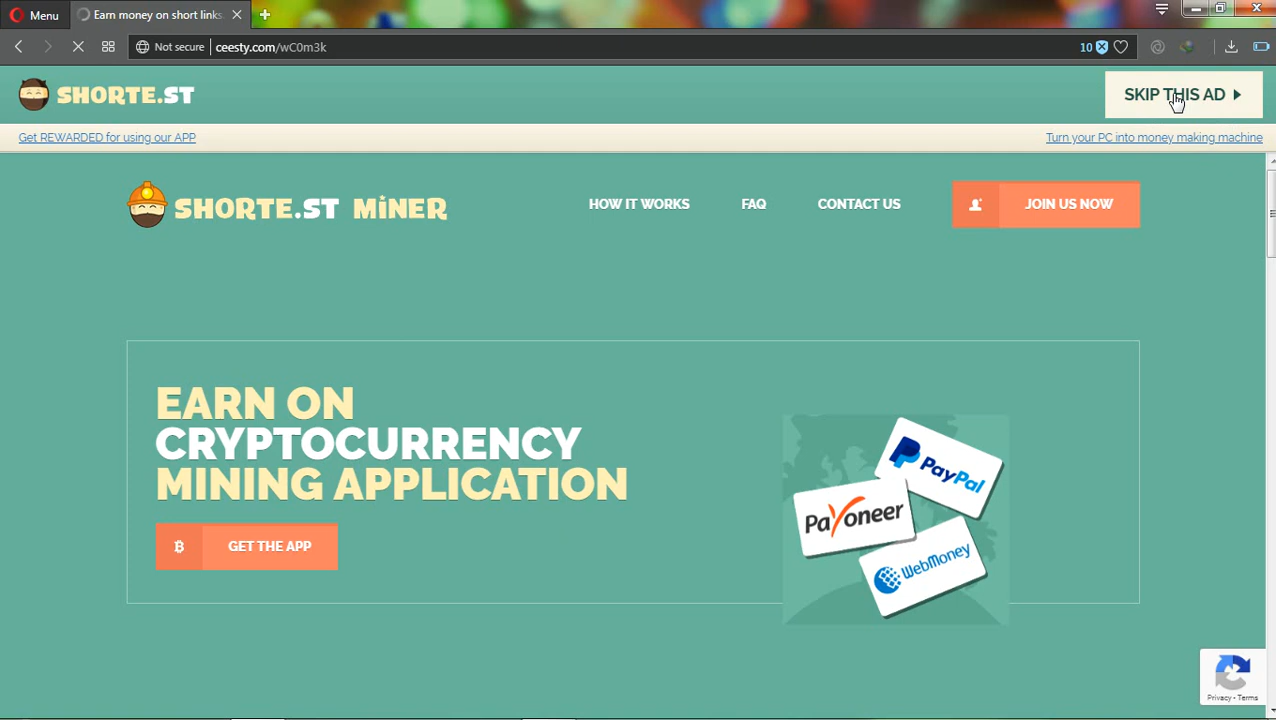 Menu
Earn money on short links
Not secure
ceesty.com/wC0m3k
10
SHORTE.ST
SKIP THIS AD
Get REWARDED for using our APP
Turn your PC into money making machine
SHORTE.ST MiNER
HOW IT WORKS
FAQ
CONTACT US
JOIN US NOW
EARN ON
CRYPTOCURRENCY
MINING APPLICATION
GET THE APP
PayPal
Payoneer
WebMoney
Privacy - Terms